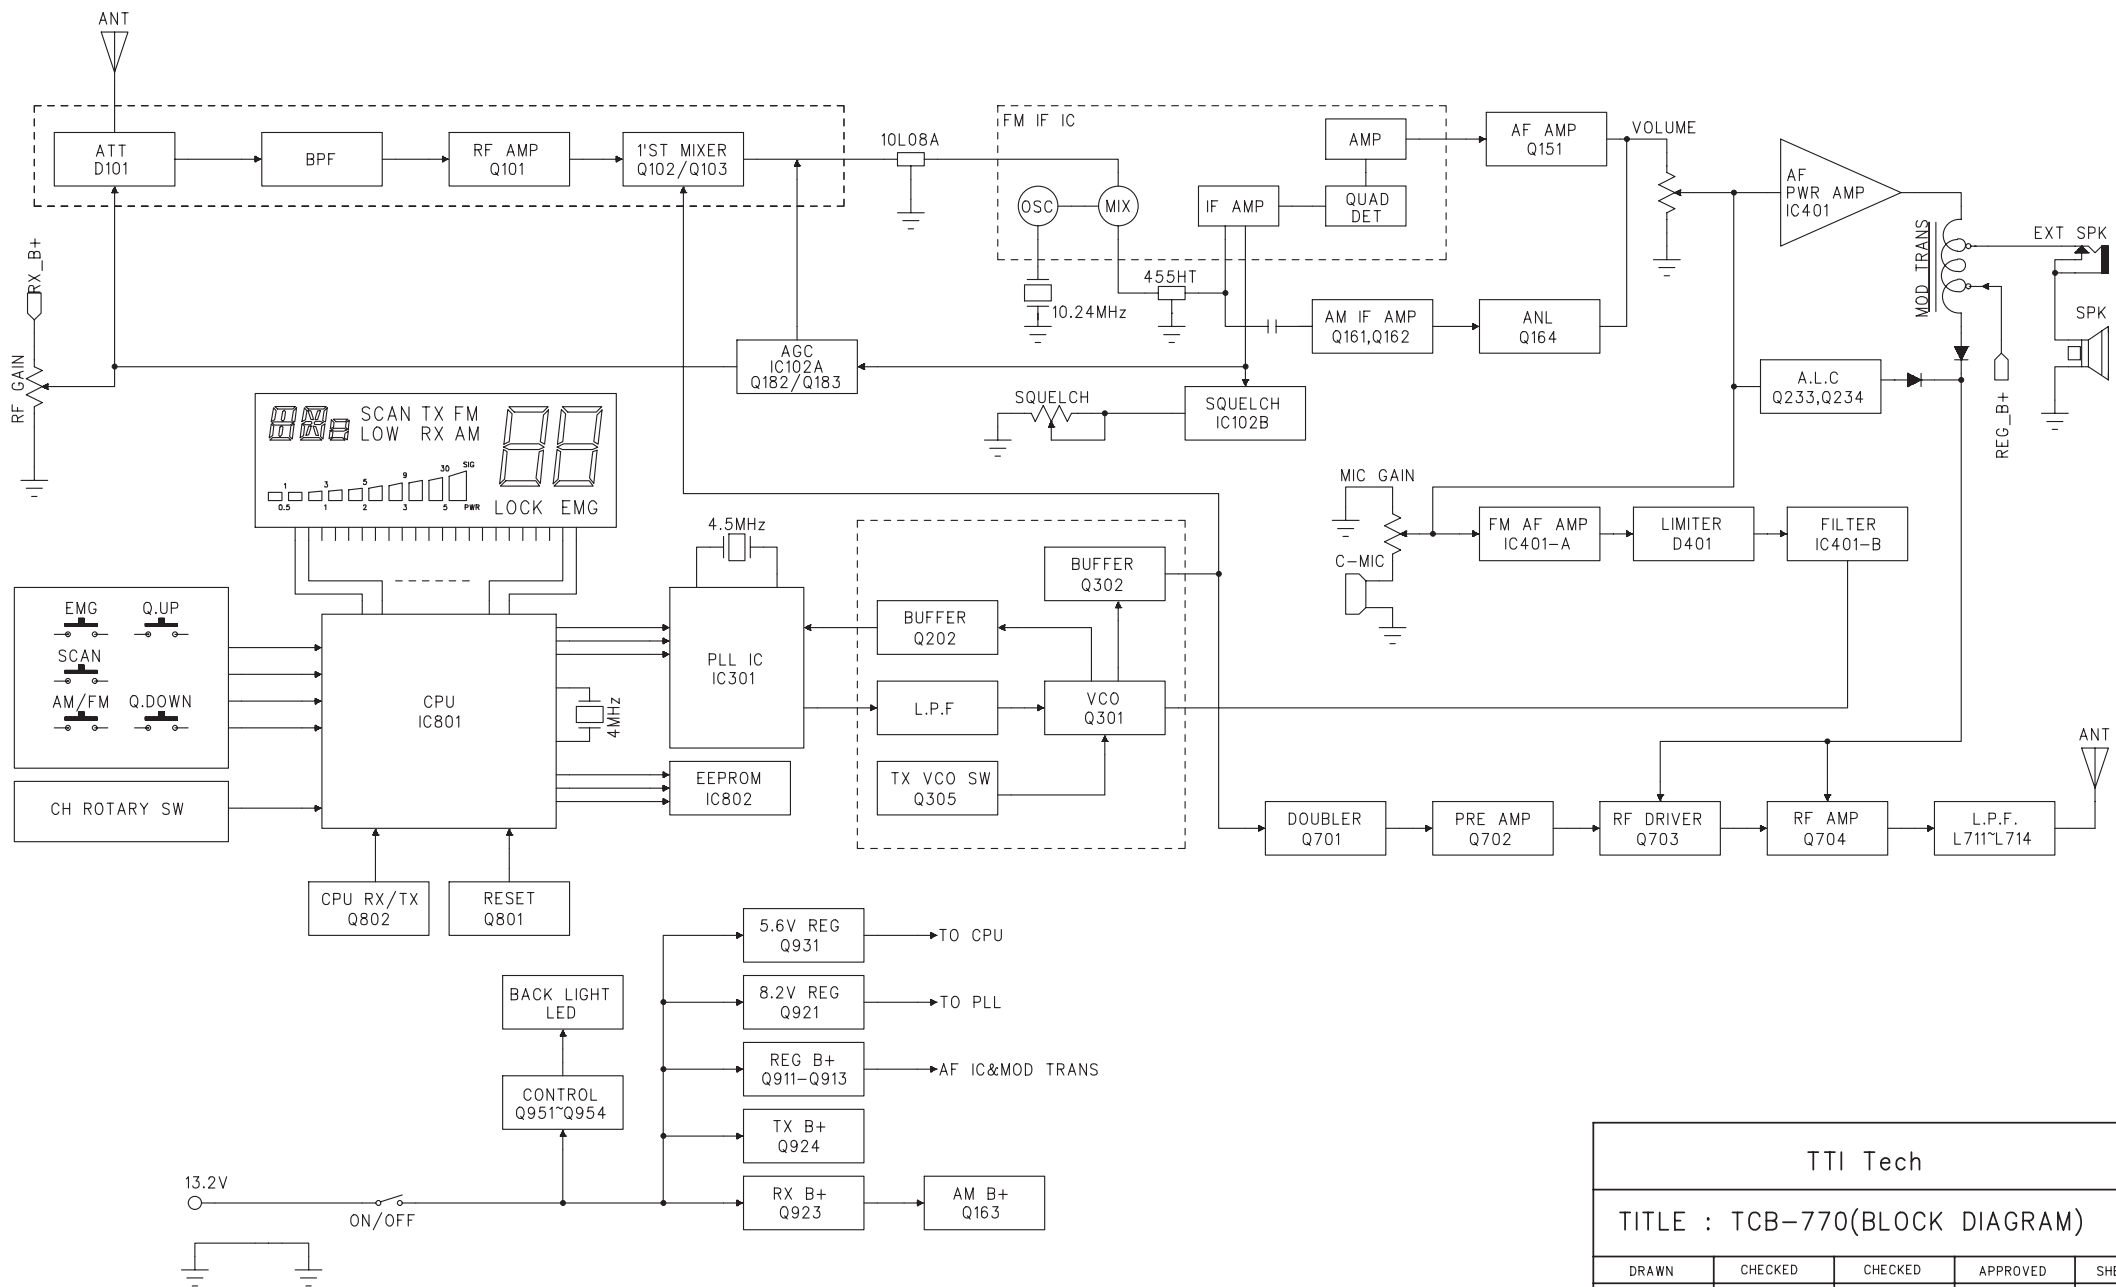 ANT
ATT
D101
BPF
RF AMP
Q101
1'ST MIXER
Q102/Q103
10L08A
FM IF IC
OSC
MIX
IF AMP
AMP
QUAD
DET
AF AMP
Q151
VOLUME
AF
PWR AMP
IC401
MOD TRANS
EXT SPK
SPK
REG_B+
RX_B+
RF GAIN
10.24MHz
455HT
AM IF AMP
Q161,Q162
ANL
Q164
AGC
IC102A
Q182/Q183
SQUELCH
SQUELCH
IC102B
A.L.C
Q233,Q234
SCAN TX FM
LOW RX AM
1 3 5 9 30 SIG
0.5 1 2 3 5 PWR
LOCK EMG
MIC GAIN
C-MIC
FM AF AMP
IC401-A
LIMITER
D401
FILTER
IC401-B
4.5MHz
EMG Q.UP
SCAN
AM/FM Q.DOWN
CH ROTARY SW
CPU
IC801
4MHz
PLL IC
IC301
EEPROM
IC802
BUFFER
Q302
BUFFER
Q202
L.P.F
VCO
Q301
TX VCO SW
Q305
CPU RX/TX
Q802
RESET
Q801
DOUBLER
Q701
PRE AMP
Q702
RF DRIVER
Q703
RF AMP
Q704
L.P.F.
L711~L714
ANT
5.6V REG
Q931
TO CPU
8.2V REG
Q921
TO PLL
REG B+
Q911-Q913
AF IC&MOD TRANS
TX B+
Q924
RX B+
Q923
AM B+
Q163
BACK LIGHT
LED
CONTROL
Q951~Q954
13.2V
ON/OFF
TTI Tech
TITLE : TCB-770(BLOCK DIAGRAM)
DRAWN CHECKED CHECKED APPROVED SHE